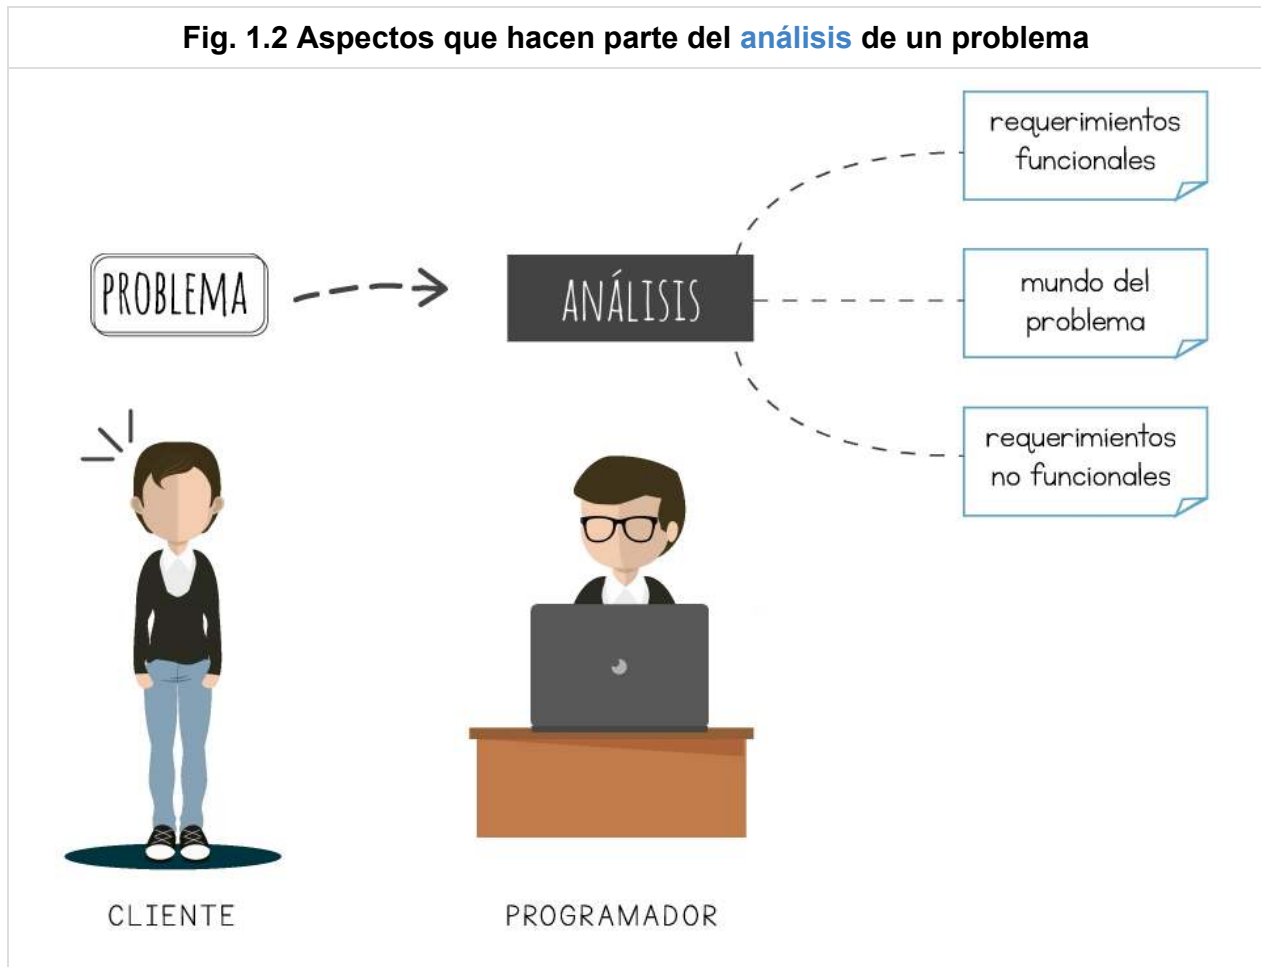 Fig. 1.2 Aspectos que hacen parte del análisis de un problema
requerimientos
funcionales
PROBLEMA
ANÁLISIS
mundo del
problema
requerimientos
no funcionales
CLIENTE
PROGRAMADOR